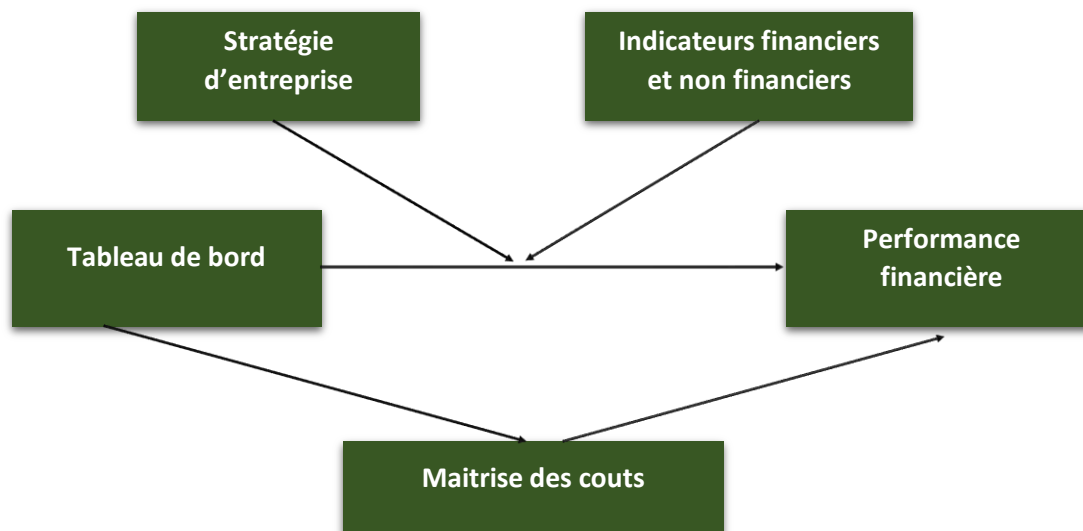 Stratégie
d’entreprise
Indicateurs financiers
et non financiers
Tableau de bord
Performance
financière
Maitrise des couts